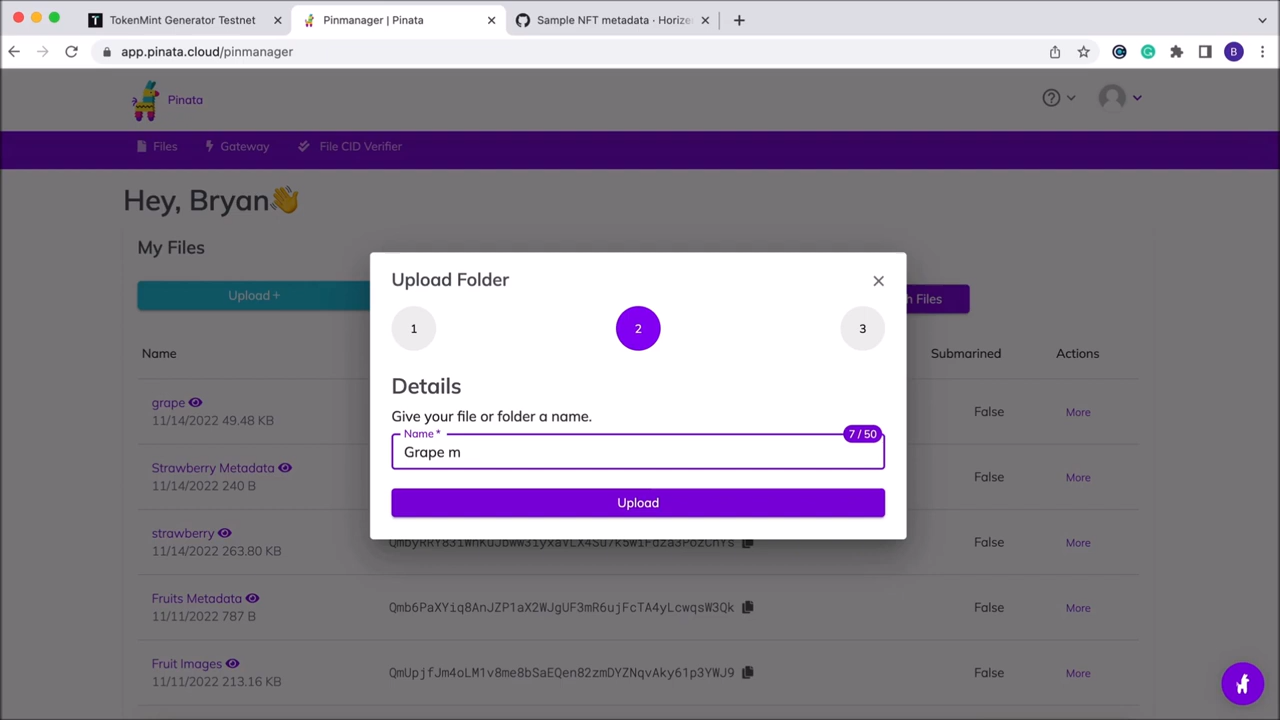 TokenMint Generator Testnet
Pinmanager | Pinata
Sample NFT metadata · Horize
app.pinata.cloud/pinmanager
B
Pinata
Files
Gateway
File CID Verifier
Hey, Bryan👋
My Files
Upload +
h Files
Name
Submarined
Actions
Upload Folder
1
2
3
Details
Give your file or folder a name.
Name *
7 / 50
Grape m
Upload
grape
11/14/2022 49.48 KB
False
More
Strawberry Metadata
11/14/2022 240 B
False
More
strawberry
11/14/2022 263.80 KB
False
More
Fruits Metadata
11/11/2022 787 B
Qmb6PaXYiq8AnJZP1aX2WJgUF3mR6ujFcTA4yLcwqsW3Qk
False
More
Fruit Images
11/11/2022 213.16 KB
QmUpjfJm4oLM1v8me8bSaEQen82zmDYZNqvAky61p3YWJ9
False
More